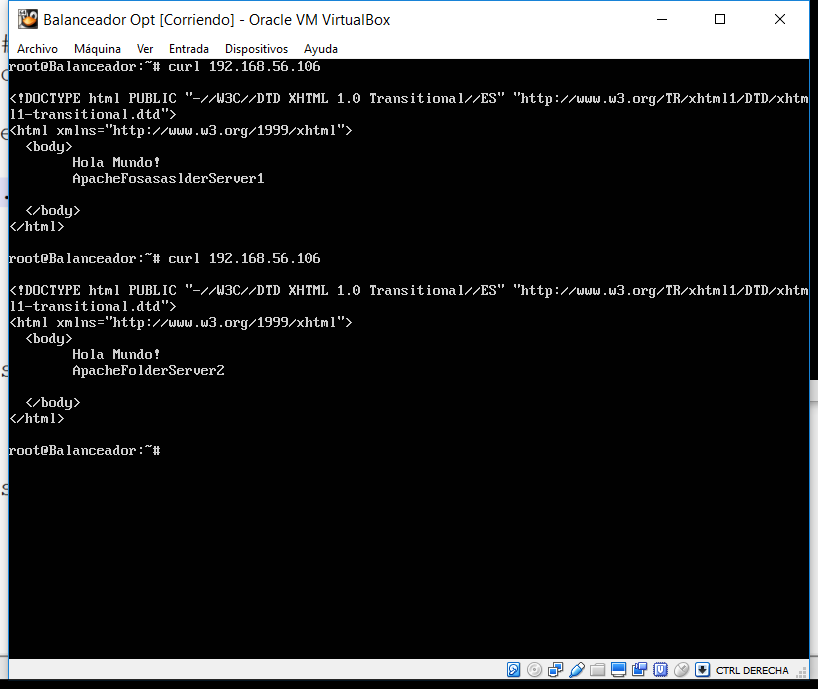 Balanceador Opt [Corriendo] - Oracle VM VirtualBox
Archivo Máquina Ver Entrada Dispositivos Ayuda
root@Balanceador:~# curl 192.168.56.106
<!DOCTYPE html PUBLIC "-//W3C//DTD XHTML 1.0 Transitional//ES" "http://www.w3.org/TR/xhtml1/DTD/xhtm
l1-transitional.dtd">
<html xmlns="http://www.w3.org/1999/xhtml">
<body>
Hola Mundo!
ApacheFosasaslderServer1
</body>
</html>
root@Balanceador:~# curl 192.168.56.106
<!DOCTYPE html PUBLIC "-//W3C//DTD XHTML 1.0 Transitional//ES" "http://www.w3.org/TR/xhtml1/DTD/xhtm
l1-transitional.dtd">
<html xmlns="http://www.w3.org/1999/xhtml">
<body>
Hola Mundo!
ApacheFolderServer2
</body>
</html>
root@Balanceador:~#
CTRL DERECHA